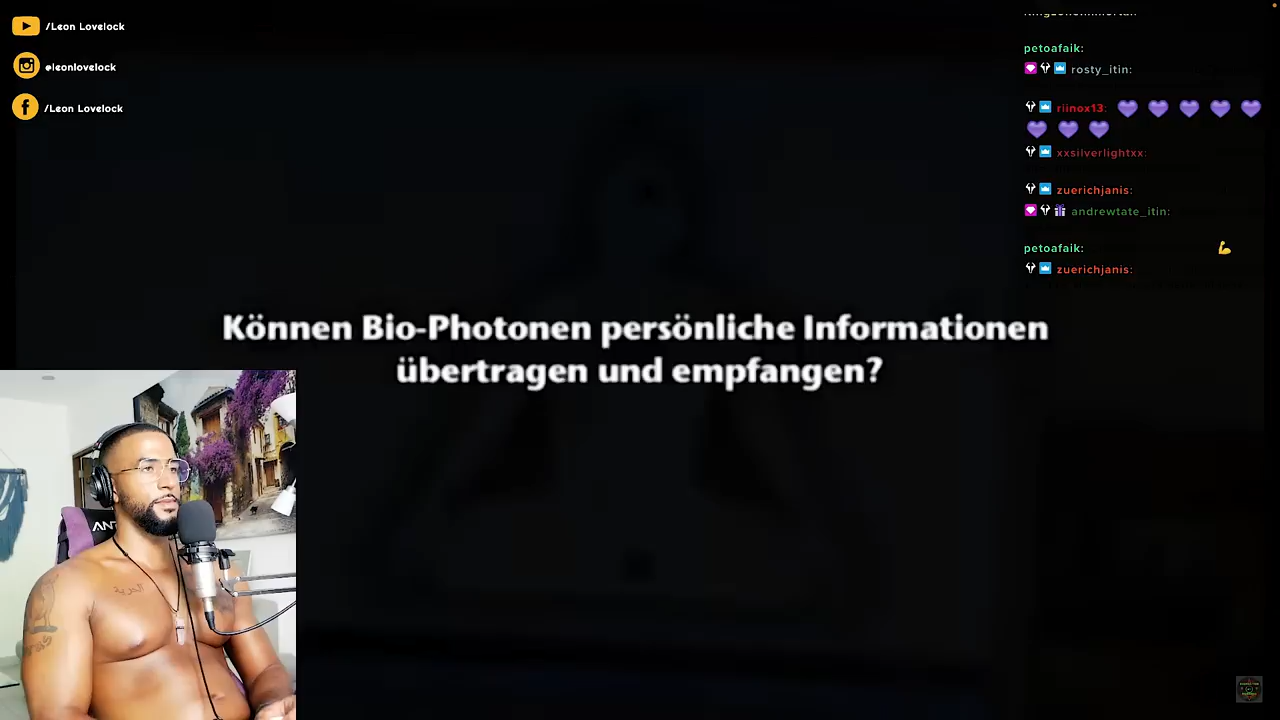 /Leon Lovelock
@leonlovelock
/Leon Lovelock
petoafaik:
rosty_itin:
riinox13:
xxsilverlightxx:
zuerichjanis:
andrewtate_itin:
petoafaik:
zuerichjanis:
Können Bio-Photonen persönliche Informationen
übertragen und empfangen?